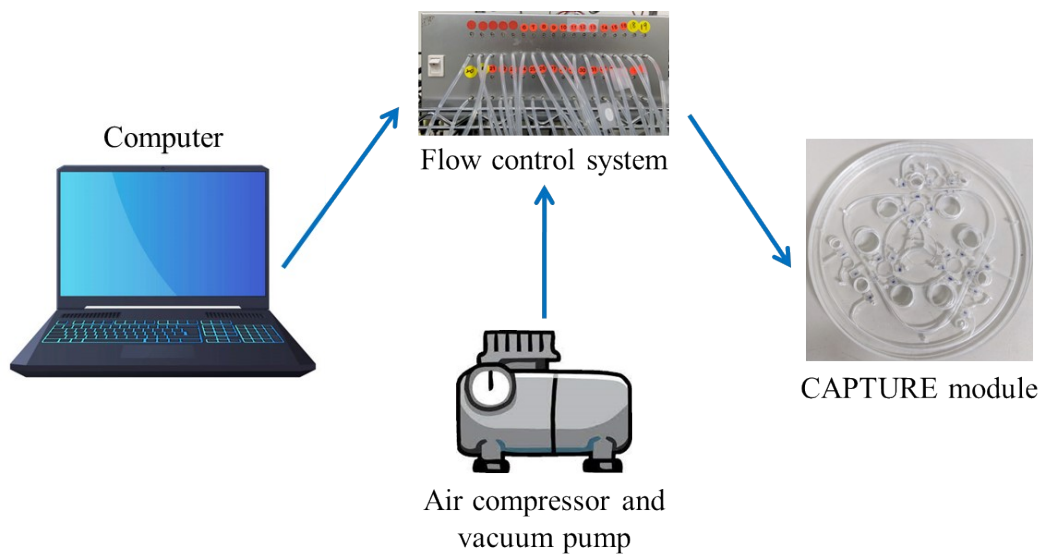 Computer
Flow control system
CAPTURE module
Air compressor and
vacuum pump